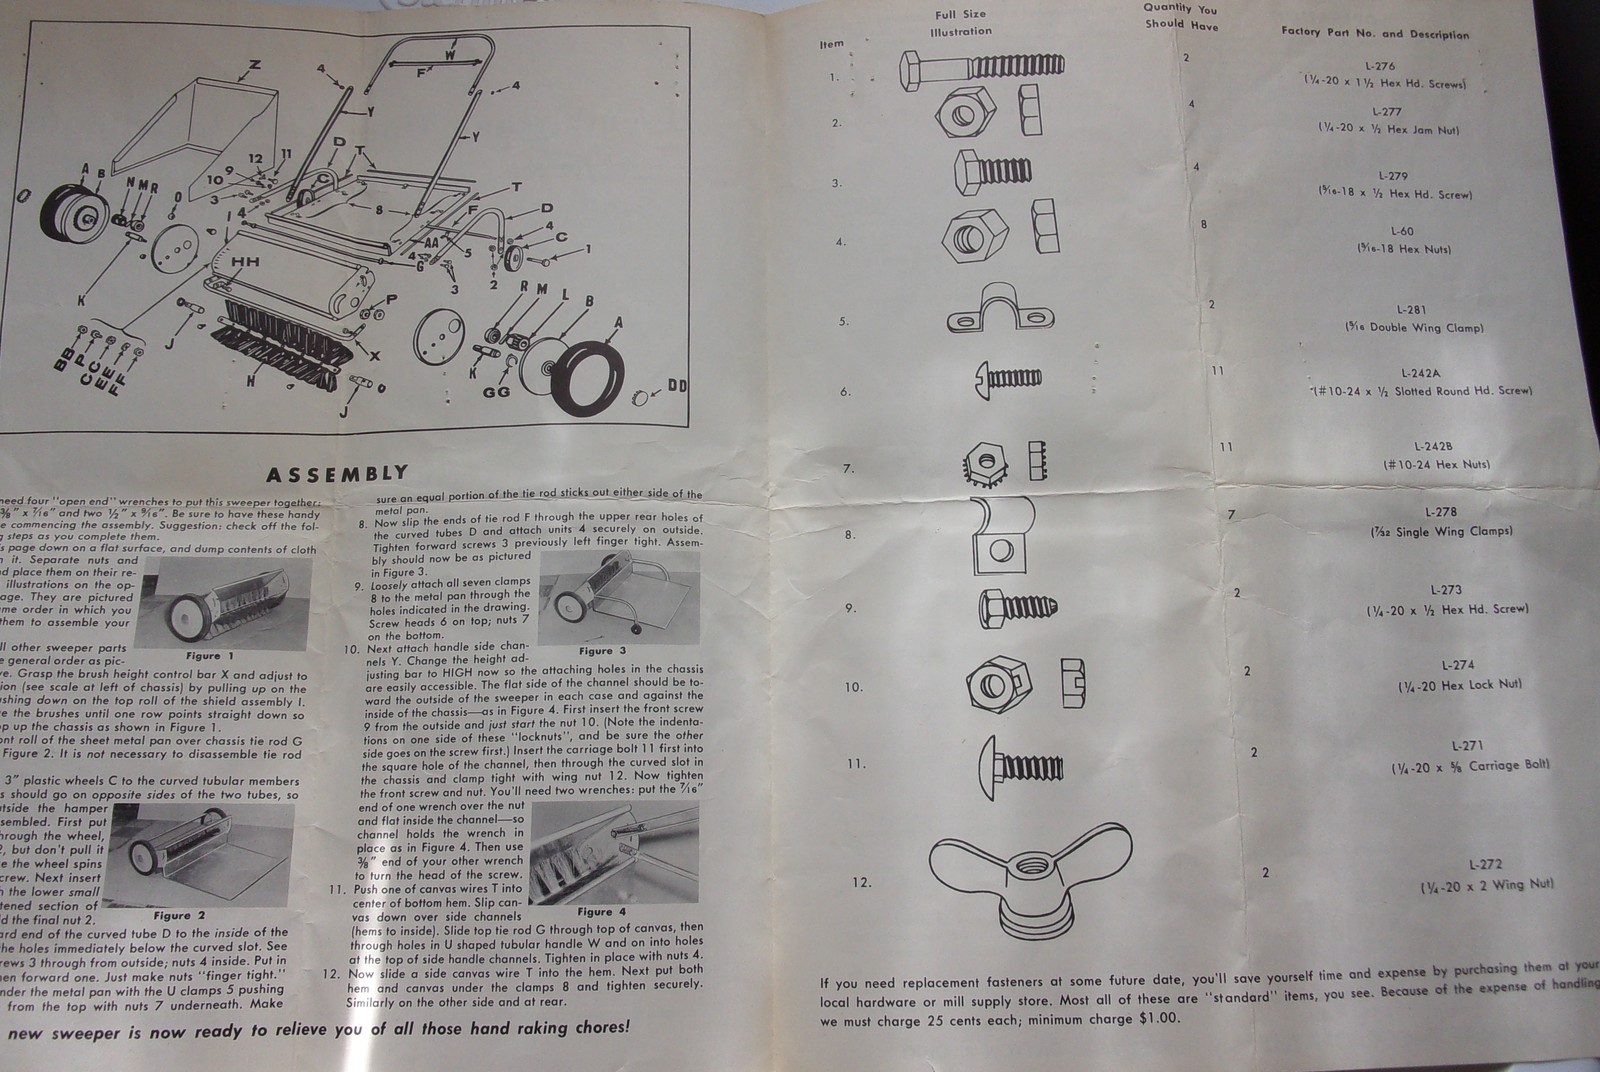 Z
W
F
4
4
Y
Y
D
T
12
11
9
10
3
14
A
B
N M R
O
I
C
8
T
F
D
4
C
1
AA
5
4
G
3
2
HH
K
P
R
M
L
B
A
J
X
BB
P
CC
EE
FF
H
K
GG
DD
J
ASSEMBLY
need four "open end" wrenches to put this sweeper together:
3/8" x 7/16" and two 1/2" x 9/16". Be sure to have these handy
e commencing the assembly. Suggestion: check off the fol-
g steps as you complete them.
s page down on a flat surface, and dump contents of cloth
n it. Separate nuts and
nd place them on their re-
illustrations on the op-
age. They are pictured
me order in which you
them to assemble your
Figure 1
ll other sweeper parts
e general order as pic-
ve. Grasp the brush height control bar X and adjust to
ion (see scale at left of chassis) by pulling up on the
ushing down on the top roll of the shield assembly I.
e the brushes until one row points straight down so
op up the chassis as shown in Figure 1.
ont roll of the sheet metal pan over chassis tie rod G
Figure 2. It is not necessary to disassemble tie rod
3" plastic wheels C to the curved tubular members
s should go on opposite sides of the two tubes, so
utside the hamper
sembled. First put
hrough the wheel,
2, but don't pull it
e the wheel spins
crew. Next insert
h the lower small
tened section of
d the final nut 2.
Figure 2
ard end of the curved tube D to the inside of the
he holes immediately below the curved slot. See
rews 3 through from outside; nuts 4 inside. Put in
hen forward one. Just make nuts "finger tight."
nder the metal pan with the U clamps 5 pushing
from the top with nuts 7 underneath. Make
sure an equal portion of the tie rod sticks out either side of the
metal pan.
8. Now slip the ends of tie rod F through the upper rear holes of
the curved tubes D and attach units 4 securely on outside.
Tighten forward screws 3 previously left finger tight. Assem-
bly should now be as pictured
in Figure 3.
9. Loosely attach all seven clamps
8 to the metal pan through the
holes indicated in the drawing.
Screw heads 6 on top; nuts 7
on the bottom.
Figure 3
10. Next attach handle side chan-
nels Y. Change the height ad-
justing bar to HIGH now so the attaching holes in the chassis
are easily accessible. The flat side of the channel should be to-
ward the outside of the sweeper in each case and against the
inside of the chassis—as in Figure 4. First insert the front screw
9 from the outside and just start the nut 10. (Note the indenta-
tions on one side of these "locknuts", and be sure the other
side goes on the screw first.) Insert the carriage bolt 11 first into
the square hole of the channel, then through the curved slot in
the chassis and clamp tight with wing nut 12. Now tighten
the front screw and nut. You'll need two wrenches: put the 7/16"
end of one wrench over the nut
and flat inside the channel—so
channel holds the wrench in
place as in Figure 4. Then use
3/8" end of your other wrench
to turn the head of the screw.
11. Push one of canvas wires T into
center of bottom hem. Slip can-
vas down over side channels
Figure 4
(hems to inside). Slide top tie rod G through top of canvas, then
through holes in U shaped tubular handle W and on into holes
at the top of side handle channels. Tighten in place with nuts 4.
12. Now slide a side canvas wire T into the hem. Next put both
hem and canvas under the clamps 8 and tighten securely.
Similarly on the other side and at rear.
new sweeper is now ready to relieve you of all those hand raking chores!
Item
Full Size
Illustration
Quantity You
Should Have
Factory Part No. and Description
1.
2
L-276
(1/4-20 x 1 1/2 Hex Hd. Screws)
2.
4
L-277
(1/4-20 x 1/2 Hex Jam Nut)
3.
4
L-279
(5/16-18 x 1/2 Hex Hd. Screw)
4.
8
L-60
(5/16-18 Hex Nuts)
5.
2
L-281
(5/16 Double Wing Clamp)
6.
11
L-242A
(#10-24 x 1/2 Slotted Round Hd. Screw)
7.
11
L-242B
(#10-24 Hex Nuts)
8.
7
L-278
(7/32 Single Wing Clamps)
9.
2
L-273
(1/4-20 x 1/2 Hex Hd. Screw)
10.
2
L-274
(1/4-20 Hex Lock Nut)
11.
2
L-271
(1/4-20 x 5/8 Carriage Bolt)
12.
2
L-272
(1/4-20 x 2 Wing Nut)
If you need replacement fasteners at some future date, you'll save yourself time and expense by purchasing them at your
local hardware or mill supply store. Most all of these are "standard" items, you see. Because of the expense of handling
we must charge 25 cents each; minimum charge $1.00.